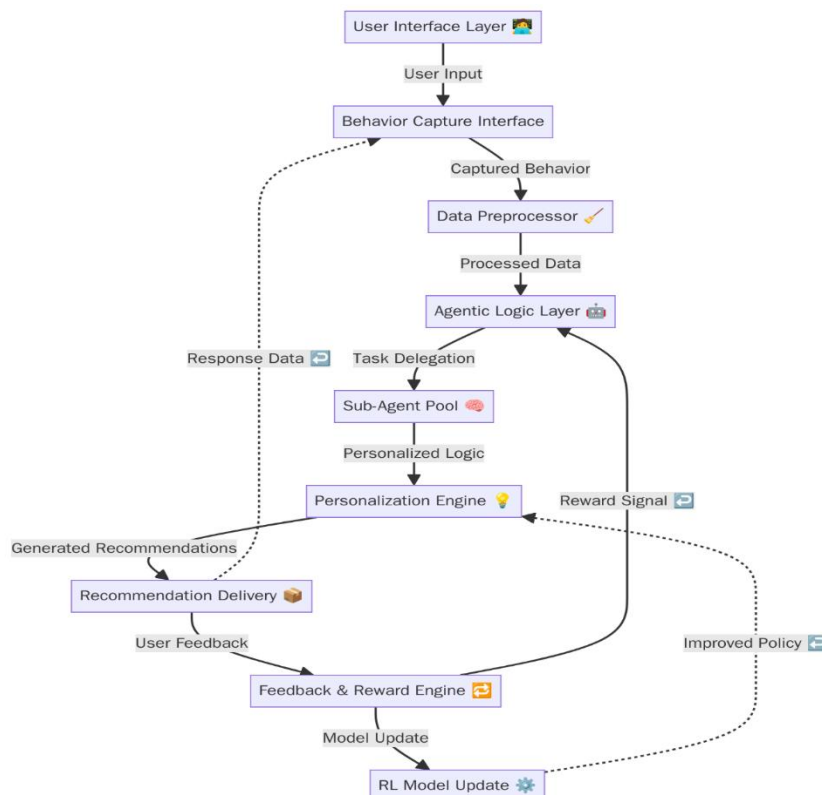 User Interface Layer 🧑‍💻
User Input
Behavior Capture Interface
Captured Behavior
Data Preprocessor 🧹
Processed Data
Agentic Logic Layer 🤖
Response Data ↩️
Task Delegation
Sub-Agent Pool 🧠
Personalized Logic
Personalization Engine 💡
Reward Signal ↩️
Generated Recommendations
Recommendation Delivery 📦
User Feedback
Improved Policy ↩️
Feedback & Reward Engine 🔁
Model Update
RL Model Update ⚙️